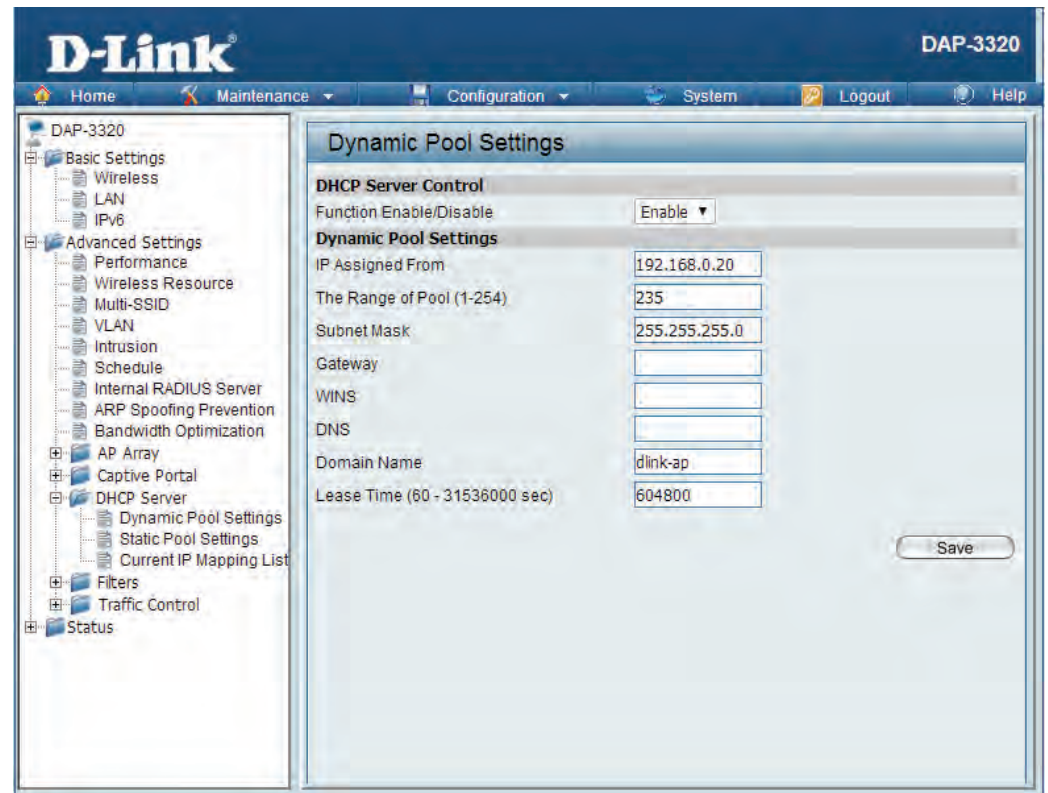 D-Link®
DAP-3320
Home Maintenance Configuration System Logout Help
DAP-3320
Basic Settings
Wireless
LAN
IPv6
Advanced Settings
Performance
Wireless Resource
Multi-SSID
VLAN
Intrusion
Schedule
Internal RADIUS Server
ARP Spoofing Prevention
Bandwidth Optimization
AP Array
Captive Portal
DHCP Server
Dynamic Pool Settings
Static Pool Settings
Current IP Mapping List
Filters
Traffic Control
Status
Dynamic Pool Settings
DHCP Server Control
Function Enable/Disable Enable
Dynamic Pool Settings
IP Assigned From 192.168.0.20
The Range of Pool (1-254) 235
Subnet Mask 255.255.255.0
Gateway
WINS
DNS
Domain Name dlink-ap
Lease Time (60 - 31536000 sec) 604800
Save